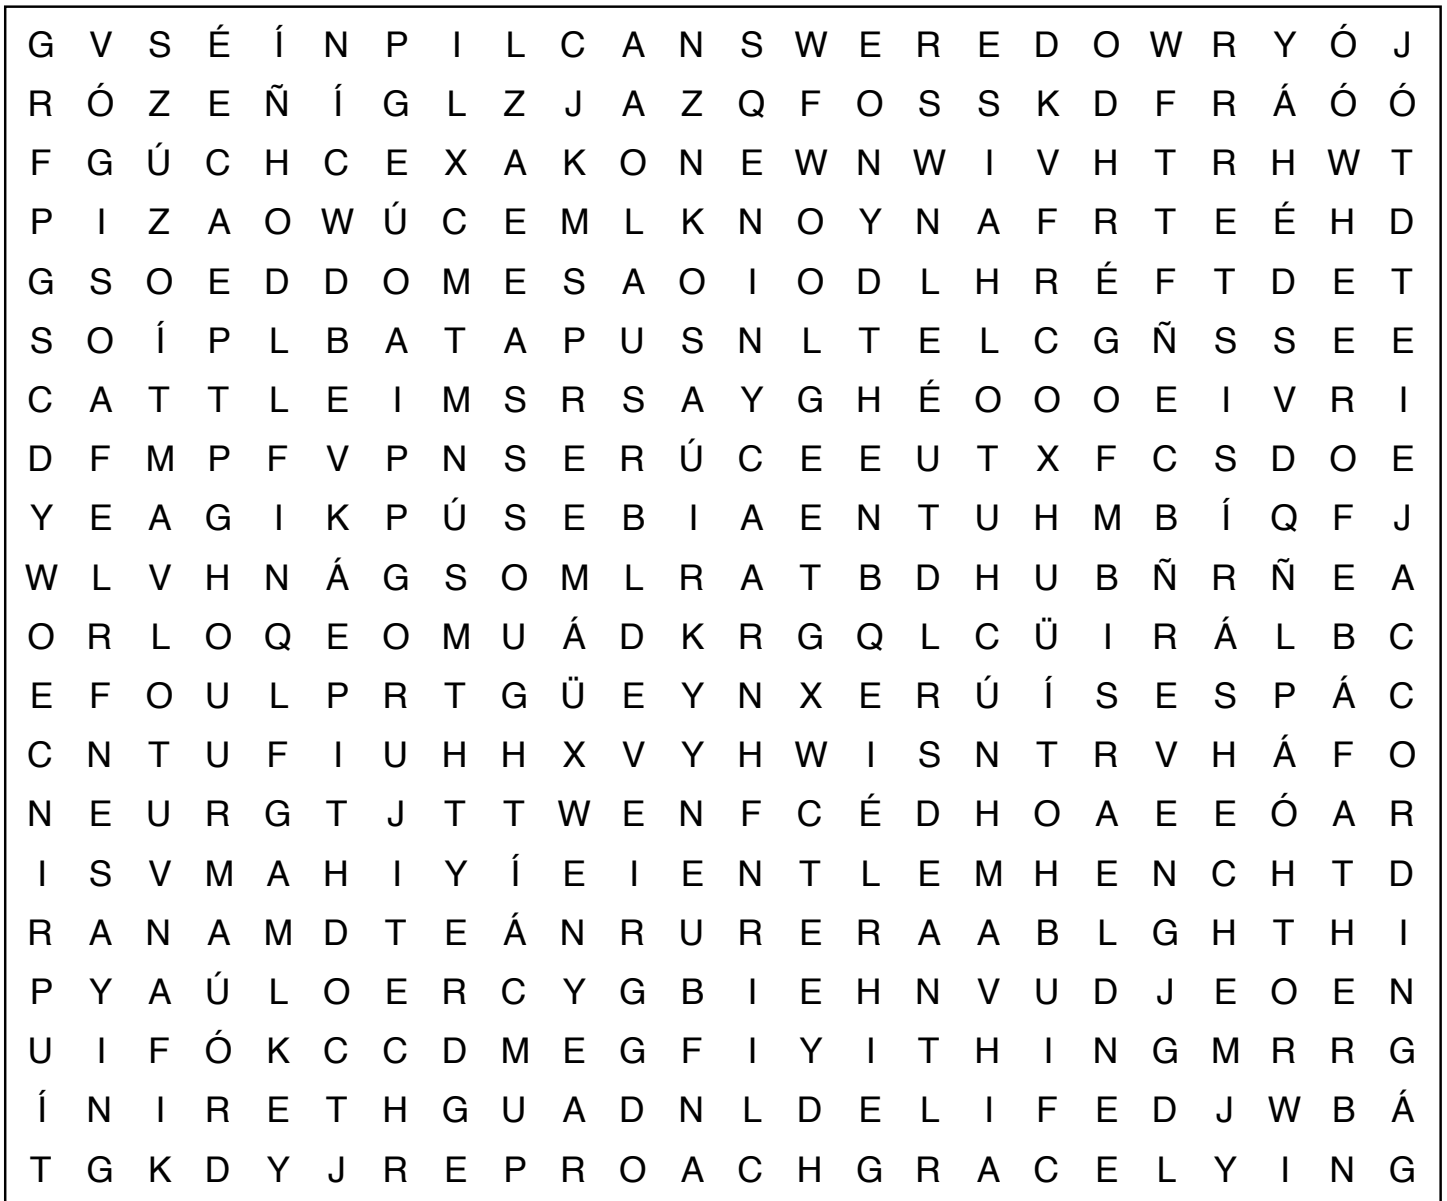 G V S É Í N P I L C A N S W E R E D O W R Y Ó J
R Ó Z E Ñ Í G L Z J A Z Q F O S S K D F R Á Ó Ó
F G Ú C H C E X A K O N E W N W I V H T R H W T
P I Z A O W Ú C E M L K N O Y N A F R T E É H D
G S O E D D O M E S A O I O D L H R É F T D E T
S O Í P L B A T A P U S N L T E L C G Ñ S S E E
C A T T L E I M S R S A Y G H É O O O E I V R I
D F M P F V P N S E R Ú C E E U T X F C S D O E
Y E A G I K P Ú S E B I A E N T U H M B Í Q F J
W L V H N Á G S O M L R A T B D H U B Ñ R Ñ E A
O R L O Q E O M U Á D K R G Q L C Ü I R Á L B C
E F O U L P R T G Ü E Y N X E R Ú Í S E S P Á C
C N T U F I U H H X V Y H W I S N T R V H Á F O
N E U R G T J T T W E N F C É D H O A E E Ó A R
I S V M A H I Y Í E I E N T L E M H E N C H T D
R A N A M D T E Á N R U R E R A A B L G H T H I
P Y A Ú L O E R C Y G B I E H N V U D J E O E N
U I F Ó K C C D M E G F I Y I T H I N G M R R G
Í N I R E T H G U A D N L D E L I F E D J W B Á
T G K D Y J R E P R O A C H G R A C E L Y I N G